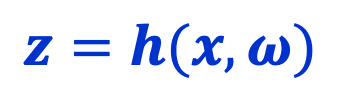 z = h(x, ω)